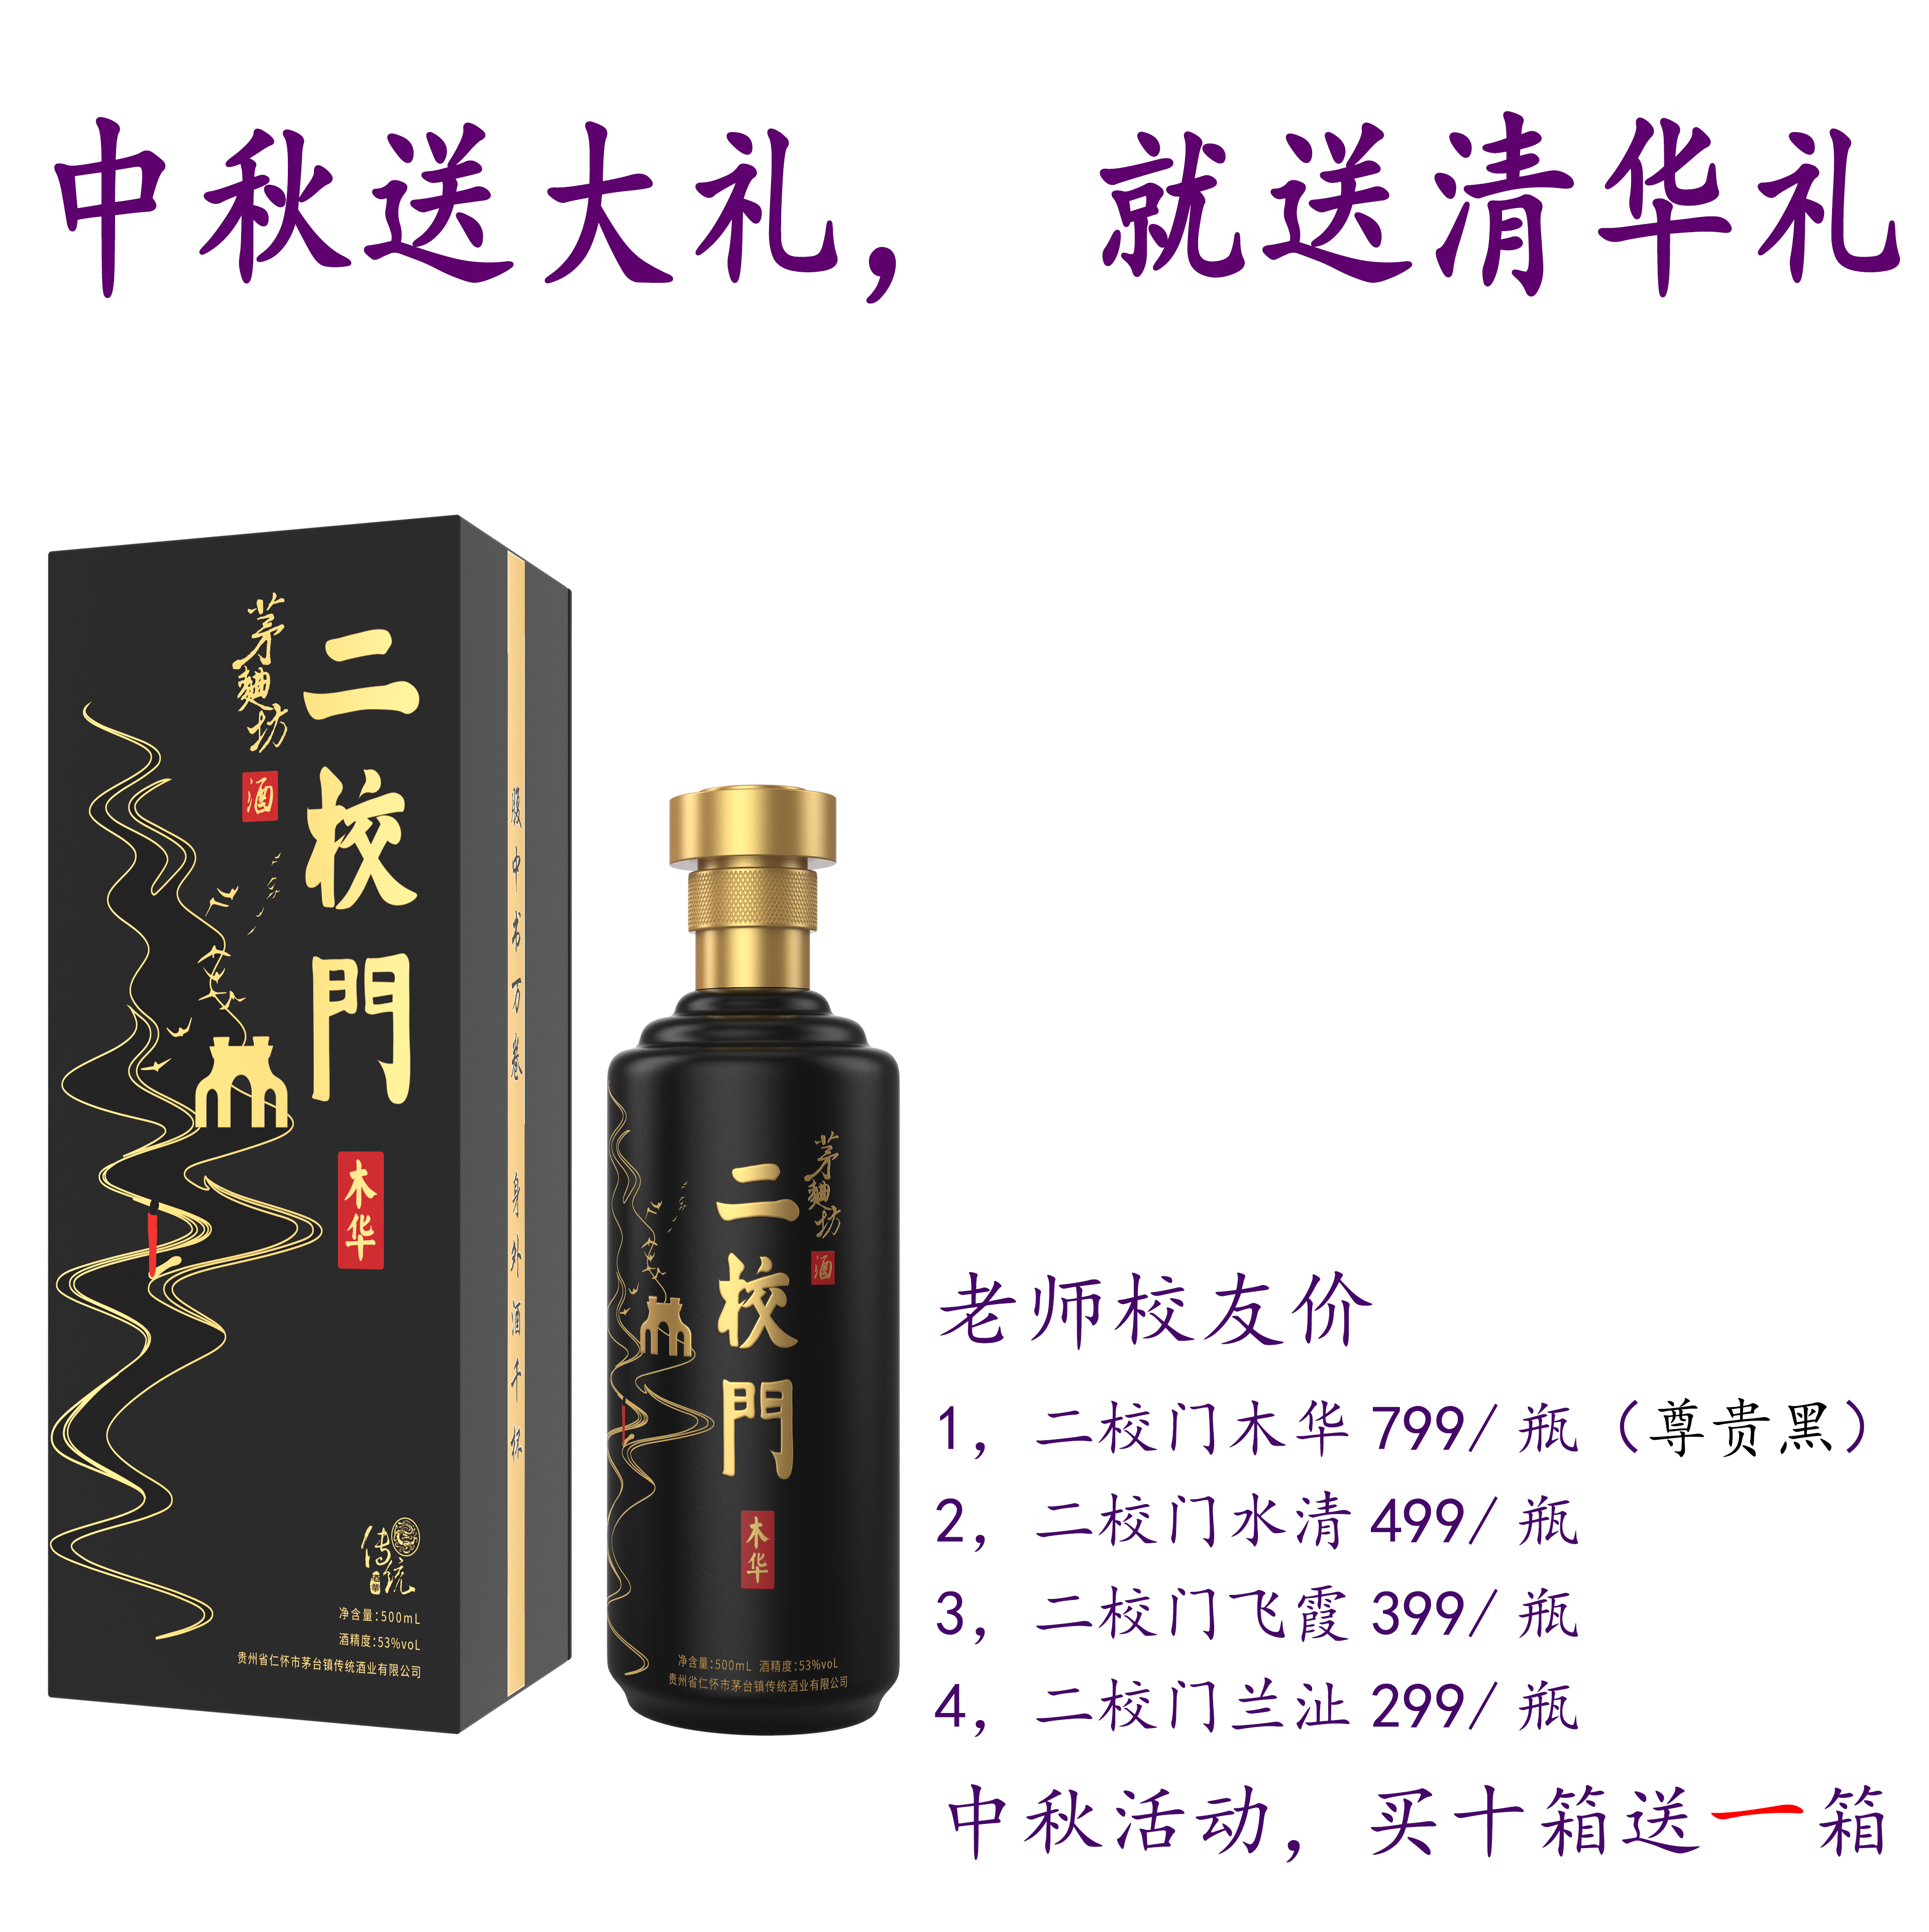 中秋送大礼， 就送清华礼
茅麯坊
酒
二校門
木华
腹中书万卷 身外酒千杯
传统
净含量:500mL
酒精度:53%voL
贵州省仁怀市茅台镇传统酒业有限公司
茅麯坊
酒
二校門
木华
净含量:500mL 酒精度:53%voL
贵州省仁怀市茅台镇传统酒业有限公司
老师校友价
1，二校门木华 799/ 瓶（尊贵黑）
2，二校门水清 499/ 瓶
3，二校门飞霞 399/ 瓶
4，二校门兰沚 299/ 瓶
中秋活动，买十箱送一箱